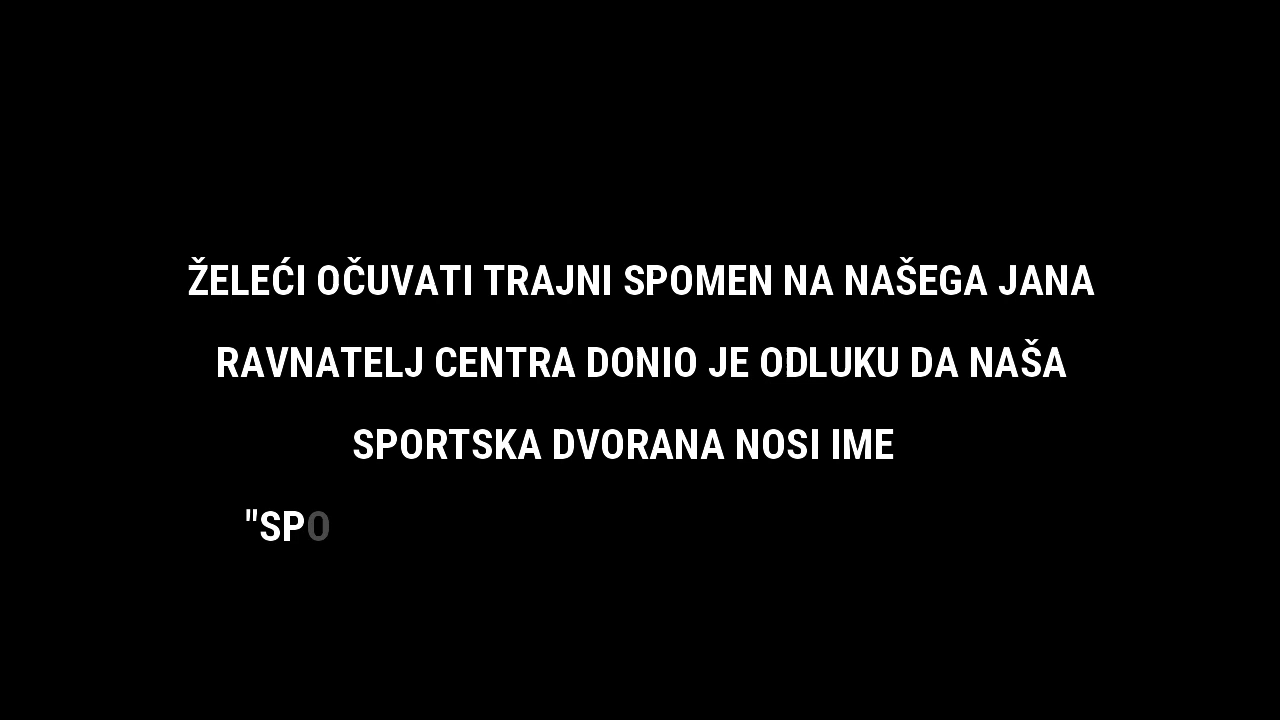 ŽELEĆI OČUVATI TRAJNI SPOMEN NA NAŠEGA JANA
RAVNATELJ CENTRA DONIO JE ODLUKU DA NAŠA
SPORTSKA DVORANA NOSI IME
"SPO